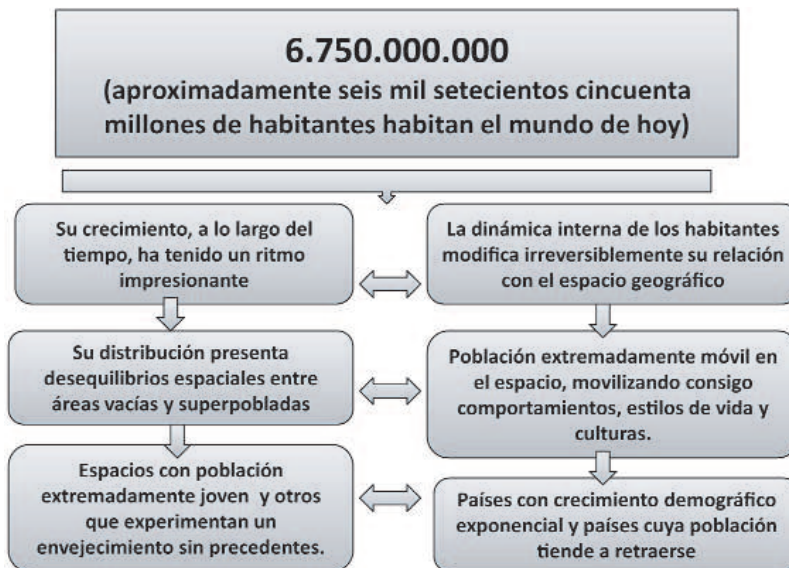 6.750.000.000
(aproximadamente seis mil setecientos cincuenta
millones de habitantes habitan el mundo de hoy)
Su crecimiento, a lo largo del
tiempo, ha tenido un ritmo
impresionante
La dinámica interna de los habitantes
modifica irreversiblemente su relación
con el espacio geográfico
Su distribución presenta
desequilibrios espaciales entre
áreas vacías y superpobladas
Población extremadamente móvil en
el espacio, movilizando consigo
comportamientos, estilos de vida y
culturas.
Espacios con población
extremadamente joven y otros
que experimentan un
envejecimiento sin precedentes.
Países con crecimiento demográfico
exponencial y países cuya población
tiende a retraerse